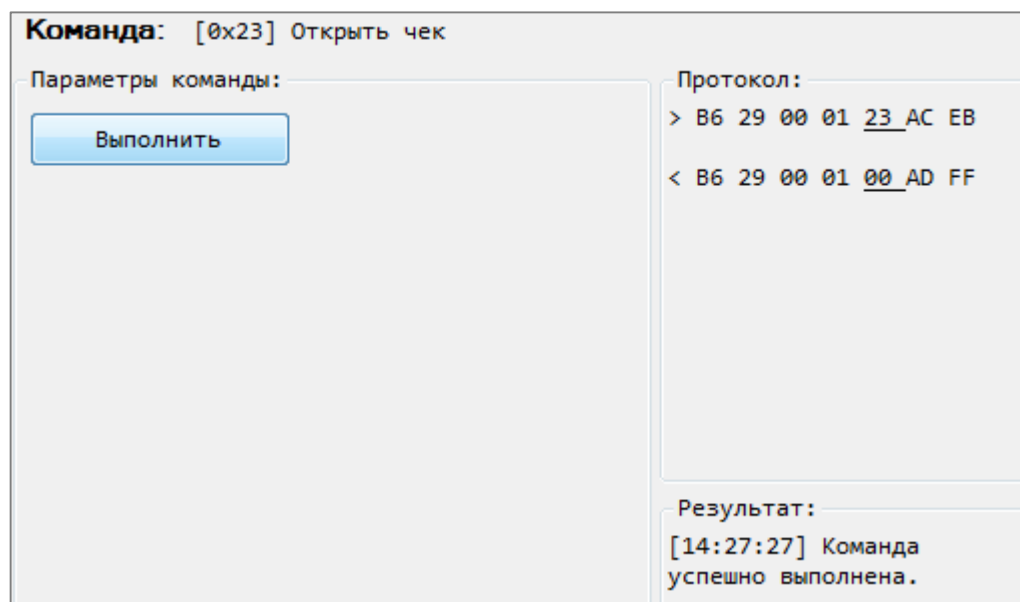 Команда: [0x23] Открыть чек
Параметры команды:
Выполнить
Протокол:
> B6 29 00 01 23 AC EB
< B6 29 00 01 00 AD FF
Результат:
[14:27:27] Команда
успешно выполнена.